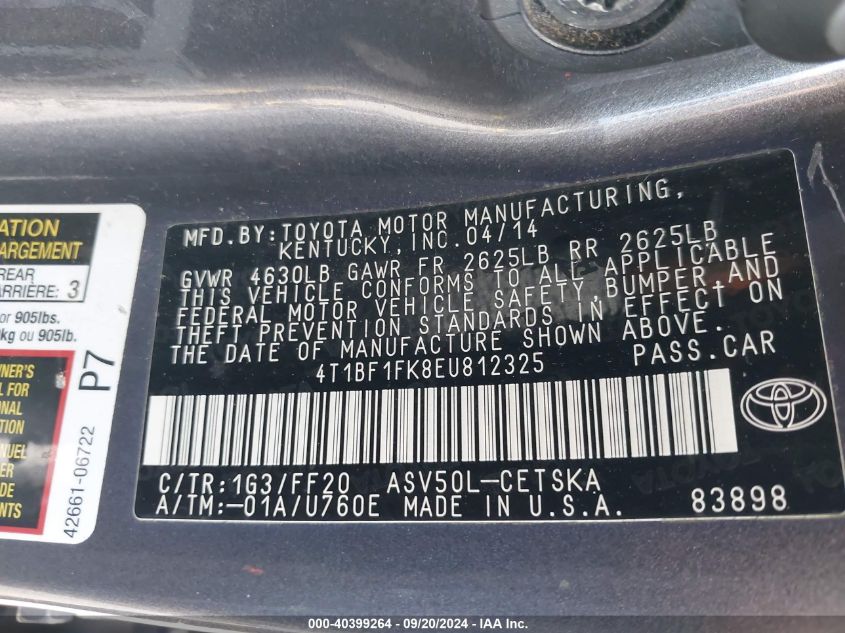 MFD. BY: TOYOTA MOTOR MANUFACTURING,
KENTUCKY, INC. 04/14
GVWR 4630LB GAWR FR 2625LB RR 2625LB
THIS VEHICLE CONFORMS TO ALL APPLICABLE
FEDERAL MOTOR VEHICLE SAFETY, BUMPER, AND
THEFT PREVENTION STANDARDS IN EFFECT ON
THE DATE OF MANUFACTURE SHOWN ABOVE.
4T1BF1FK8EU812325 PASS. CAR
C/TR: 1G3/FF20 ASV50L-CETSKA
A/TM: -01A/U760E MADE IN U.S.A. 83898
REAR
3
or 905lbs.
kg ou 905lb.
P7
42661-06722
000-40399264 - 09/20/2024 - IAA Inc.